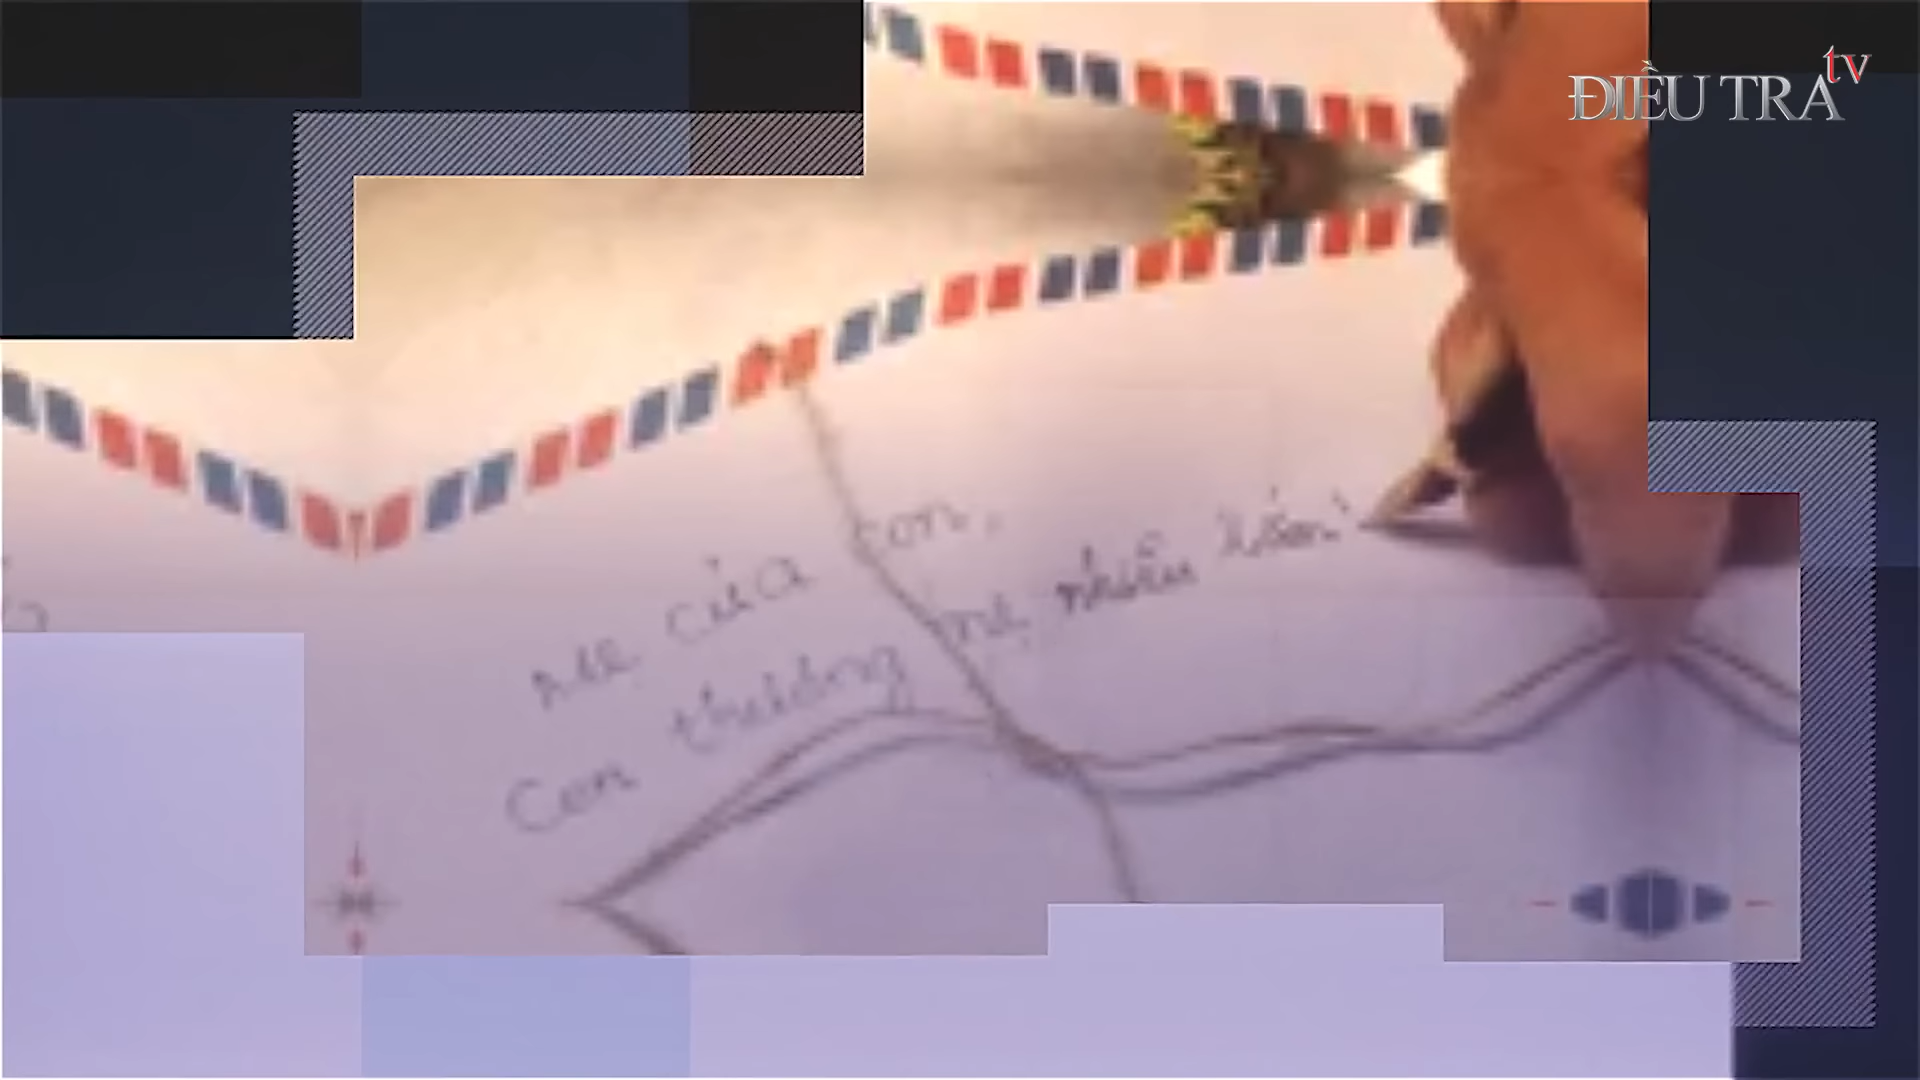 ĐIỀU TRA tv
Mẹ của con,
Con thương mẹ nhiều lắm!